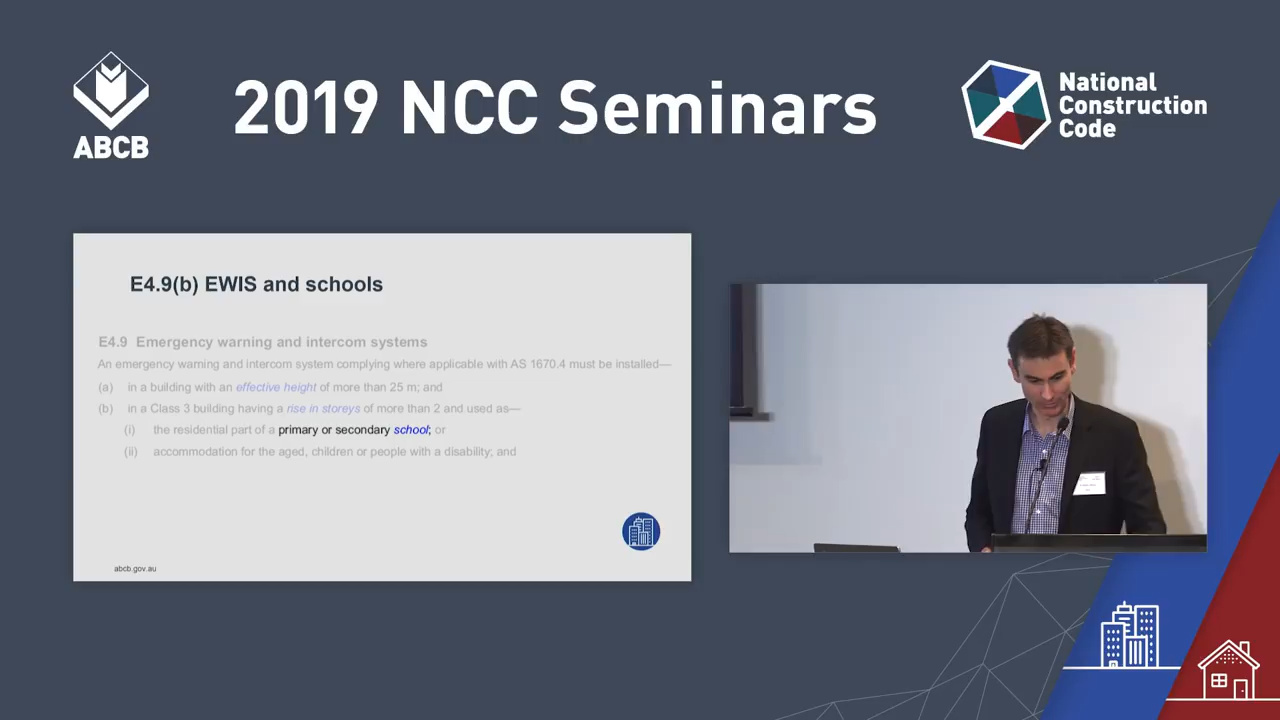 ABCB
2019 NCC Seminars
National
Construction
Code
E4.9(b) EWIS and schools
E4.9 Emergency warning and intercom systems
An emergency warning and intercom system complying where applicable with AS 1670.4 must be installed—
(a) in a building with an effective height of more than 25 m; and
(b) in a Class 3 building having a rise in storeys of more than 2 and used as—
(i) the residential part of a primary or secondary school; or
(ii) accommodation for the aged, children or people with a disability; and
abcb.gov.au